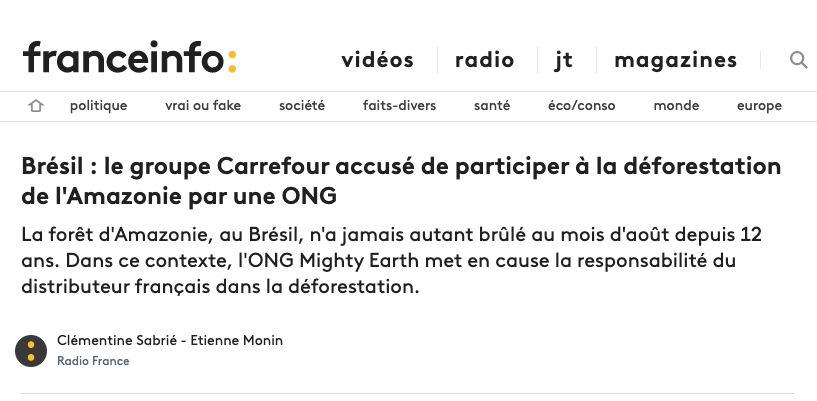 franceinfo:
vidéos radio jt magazines
politique vrai ou fake société faits-divers santé éco/conso monde europe
Brésil : le groupe Carrefour accusé de participer à la déforestation
de l'Amazonie par une ONG
La forêt d'Amazonie, au Brésil, n'a jamais autant brûlé au mois d'août depuis 12
ans. Dans ce contexte, l'ONG Mighty Earth met en cause la responsabilité du
distributeur français dans la déforestation.
Clémentine Sabrié - Etienne Monin
Radio France